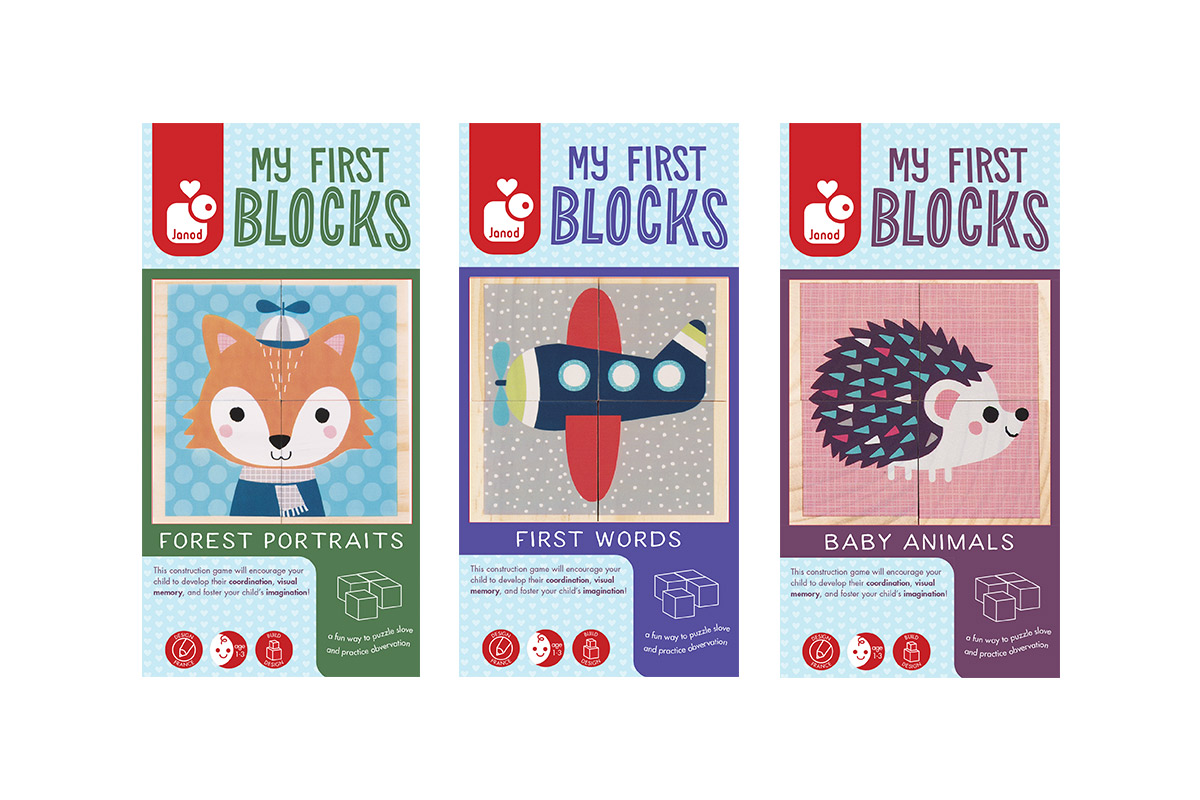 Janod
MY FIRST
BLOCKS
FOREST PORTRAITS
This construction game will encourage your
child to develop their coordination, visual
memory, and foster your child's imagination!
DESIGN
FRANCE
age
1-3
BUILD
DESIGN
a fun way to puzzle slove
and practice obvervation
Janod
MY FIRST
BLOCKS
FIRST WORDS
This construction game will encourage your
child to develop their coordination, visual
memory, and foster your child's imagination!
DESIGN
FRANCE
age
1-3
BUILD
DESIGN
a fun way to puzzle slove
and practice obvervation
Janod
MY FIRST
BLOCKS
BABY ANIMALS
This construction game will encourage your
child to develop their coordination, visual
memory, and foster your child's imagination!
DESIGN
FRANCE
age
1-3
BUILD
DESIGN
a fun way to puzzle slove
and practice obvervation